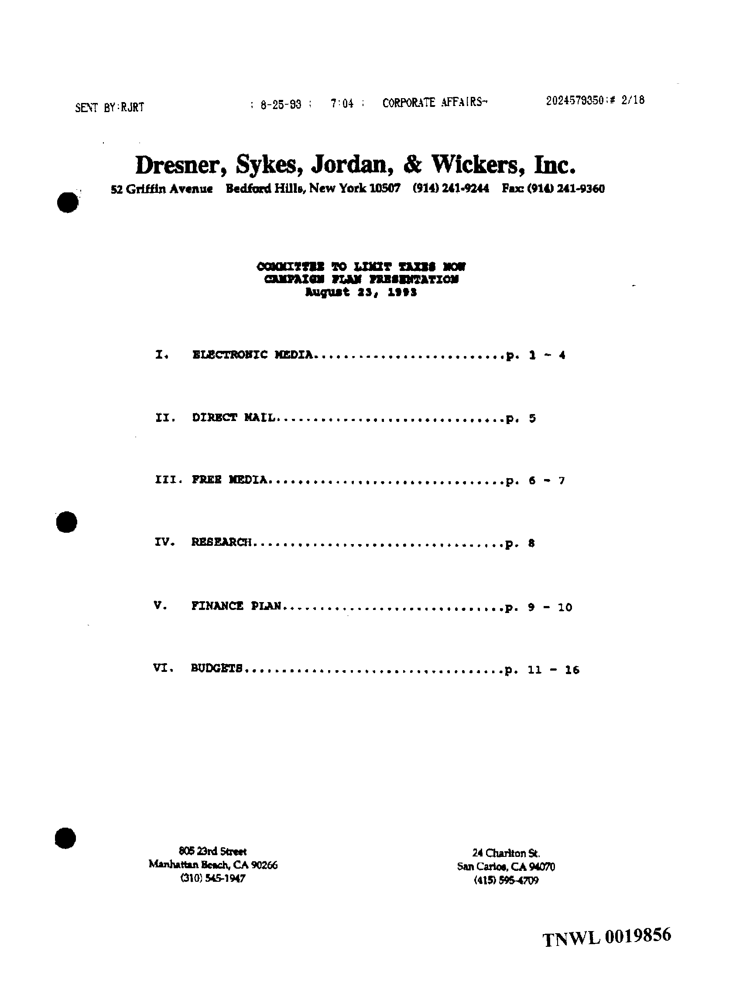 SENT BY:RJRT : 8-25-93 : 7:04 : CORPORATE AFFAIRS→ 2024579350:# 2/18
Dresner, Sykes, Jordan, & Wickers, Inc.
52 Griffin Avenue Bedford Hills, New York 10507 (914) 241-9244 Fax: (914) 241-9360
COMMITTEE TO LIMIT TAXES NOW
CAMPAIGN PLAN PRESENTATION
August 23, 1993
I. ELECTRONIC MEDIA..........................p. 1 - 4
II. DIRECT MAIL...............................p. 5
III. FREE MEDIA................................p. 6 - 7
IV. RESEARCH..................................p. 8
V. FINANCE PLAN..............................p. 9 - 10
VI. BUDGETS...................................p. 11 - 16
805 23rd Street
Manhattan Beach, CA 90266
(310) 545-1947
24 Charlton St.
San Carlos, CA 94070
(415) 595-4709
TNWL 0019856